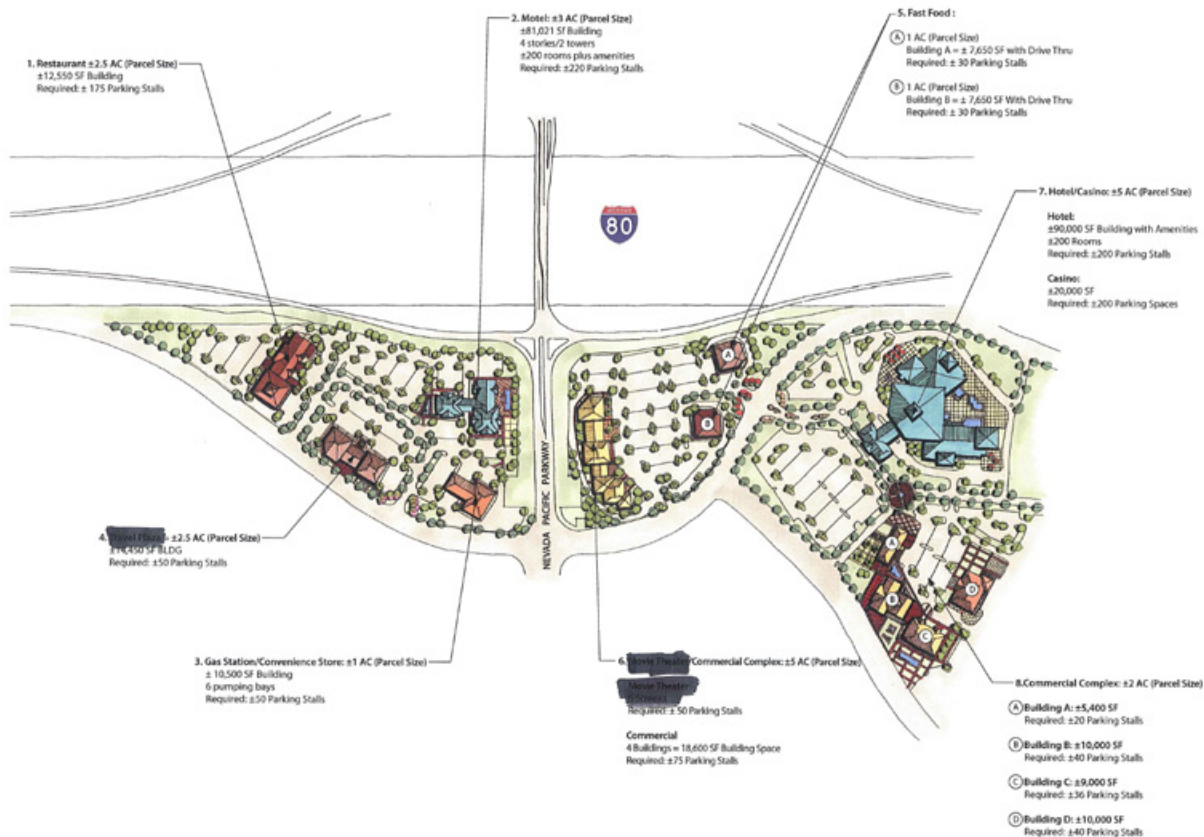 1. Restaurant ±2.5 AC (Parcel Size)
±12,550 SF Building
Required: ± 175 Parking Stalls
2. Motel: ±3 AC (Parcel Size)
±81,021 Sf Building
4 stories/2 towers
±200 rooms plus amenities
Required: ±220 Parking Stalls
5. Fast Food :
A 1 AC (Parcel Size)
Building A = ± 7,650 SF with Drive Thru
Required: ± 30 Parking Stalls
B 1 AC (Parcel Size)
Building B = ± 7,650 SF With Drive Thru
Required: ± 30 Parking Stalls
7. Hotel/Casino: ±5 AC (Parcel Size)
Hotel:
±90,000 SF Building with Amenities
±200 Rooms
Required: ±200 Parking Stalls
Casino:
±20,000 SF
Required: ±200 Parking Spaces
80
A
B
NEVADA PACIFIC PARKWAY
A
B
C
D
4. Travel Plaza - ±2.5 AC (Parcel Size)
±14,450 SF BLDG
Required: ±50 Parking Stalls
3. Gas Station/Convenience Store: ±1 AC (Parcel Size)
± 10,500 SF Building
6 pumping bays
Required: ±50 Parking Stalls
6. Movie Theater/Commercial Complex: ±5 AC (Parcel Size)
Movie Theater
Required: ± 50 Parking Stalls
Commercial
4 Buildings = 18,600 SF Building Space
Required: ±75 Parking Stalls
8.Commercial Complex: ±2 AC (Parcel Size)
A Building A: ±5,400 SF
Required: ±20 Parking Stalls
B Building B: ±10,000 SF
Required: ±40 Parking Stalls
C Building C: ±9,000 SF
Required: ±36 Parking Stalls
D Building D: ±10,000 SF
Required: ±40 Parking Stalls